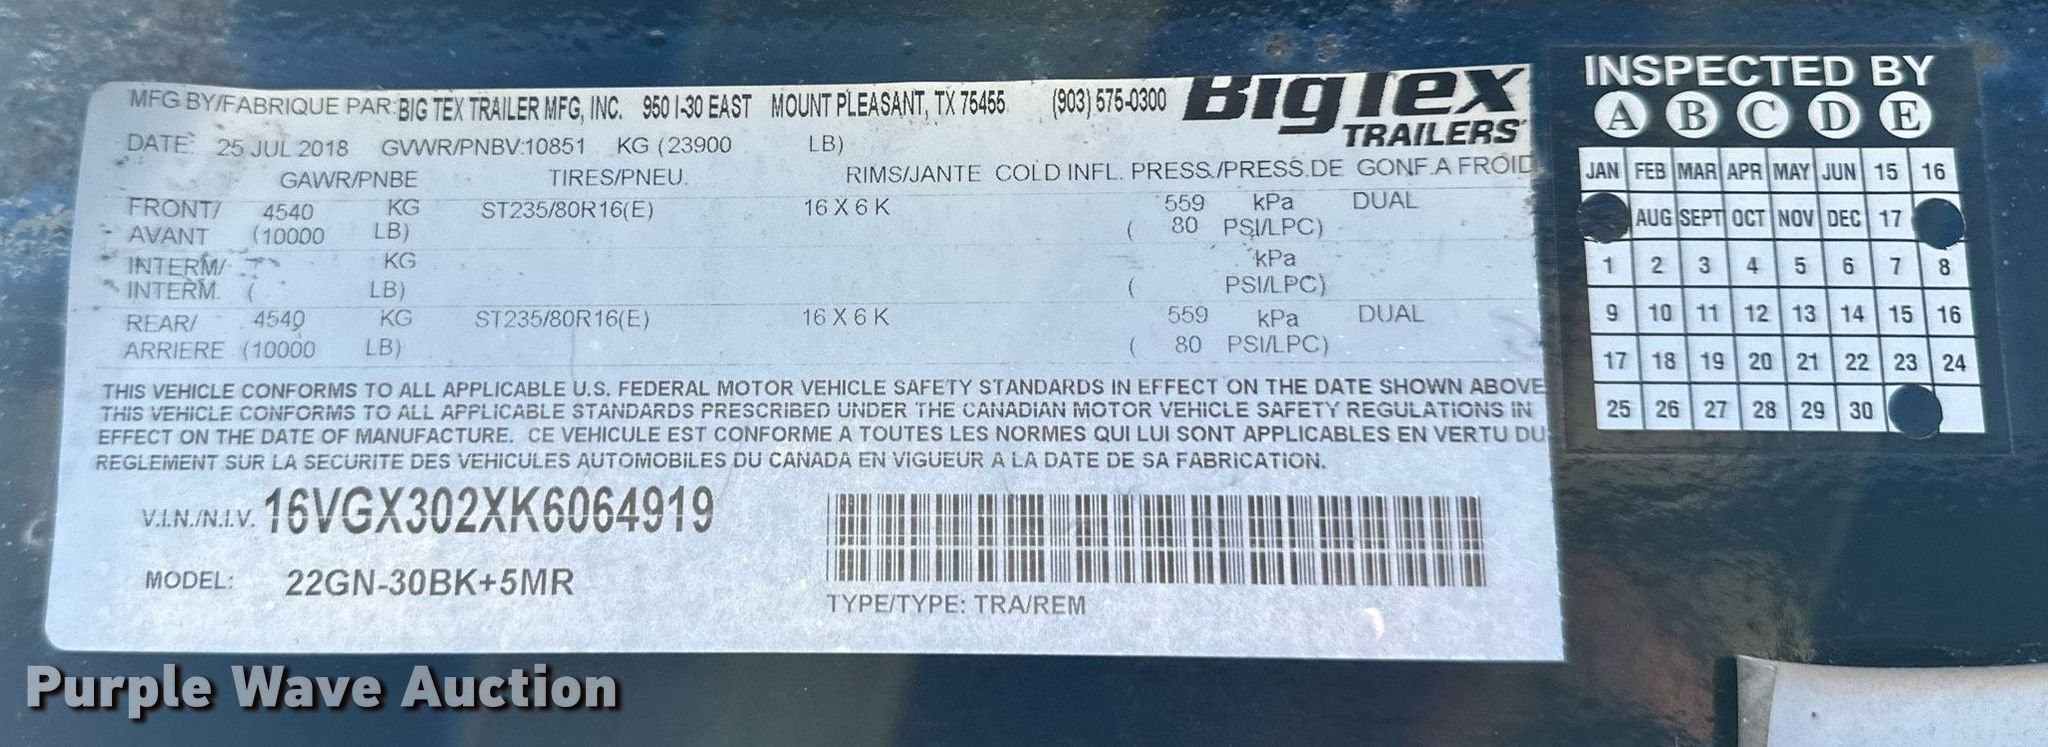 MFG BY/FABRIQUE PAR: BIG TEX TRAILER MFG, INC. 950 I-30 EAST MOUNT PLEASANT, TX 75455 (903) 575-0300
BigTex
TRAILERS
DATE: 25 JUL 2018 GVWR/PNBV:10851 KG (23900 LB)
GAWR/PNBE TIRES/PNEU. RIMS/JANTE COLD INFL. PRESS./PRESS.DE GONF.A FROID
FRONT/ 4540 KG ST235/80R16(E) 16 X 6 K 559 kPa DUAL
AVANT (10000 LB) ( 80 PSI/LPC)
INTERM/ KG kPa
INTERM. ( LB) ( PSI/LPC)
REAR/ 4540 KG ST235/80R16(E) 16 X 6 K 559 kPa DUAL
ARRIERE (10000 LB) ( 80 PSI/LPC)
THIS VEHICLE CONFORMS TO ALL APPLICABLE U.S. FEDERAL MOTOR VEHICLE SAFETY STANDARDS IN EFFECT ON THE DATE SHOWN ABOVE
THIS VEHICLE CONFORMS TO ALL APPLICABLE STANDARDS PRESCRIBED UNDER THE CANADIAN MOTOR VEHICLE SAFETY REGULATIONS IN
EFFECT ON THE DATE OF MANUFACTURE. CE VEHICULE EST CONFORME A TOUTES LES NORMES QUI LUI SONT APPLICABLES EN VERTU DU
REGLEMENT SUR LA SECURITE DES VEHICULES AUTOMOBILES DU CANADA EN VIGUEUR A LA DATE DE SA FABRICATION.
V.I.N./N.I.V. 16VGX302XK6064919
MODEL: 22GN-30BK+5MR
TYPE/TYPE: TRA/REM
INSPECTED BY
A B C D E
JAN FEB MAR APR MAY JUN 15 16
AUG SEPT OCT NOV DEC 17
1 2 3 4 5 6 7 8
9 10 11 12 13 14 15 16
17 18 19 20 21 22 23 24
25 26 27 28 29 30
Purple Wave Auction